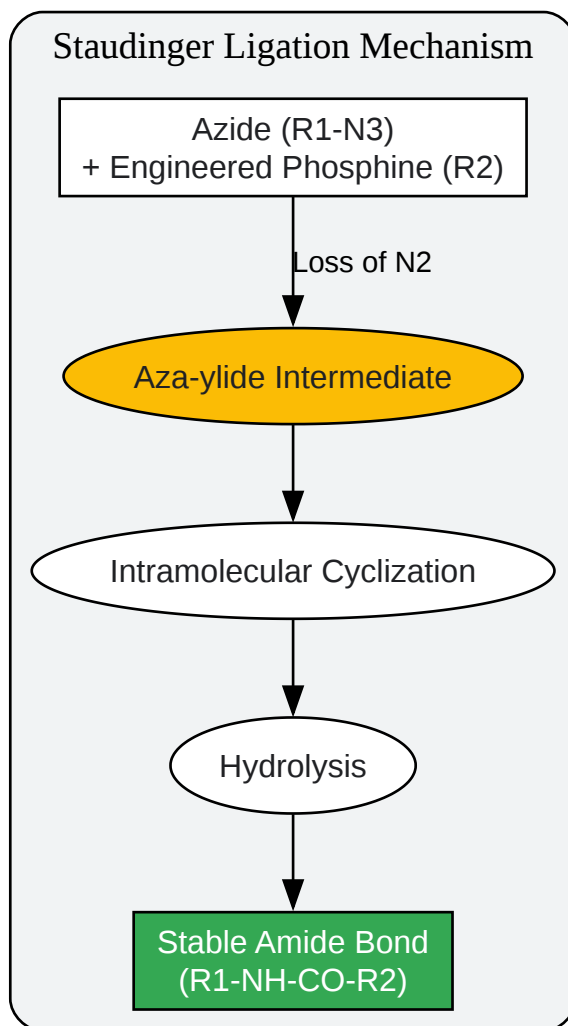 Staudinger Ligation Mechanism
Azide (R1-N3)
+ Engineered Phosphine (R2)
Loss of N2
Aza-ylide Intermediate
Intramolecular Cyclization
Hydrolysis
Stable Amide Bond
(R1-NH-CO-R2)